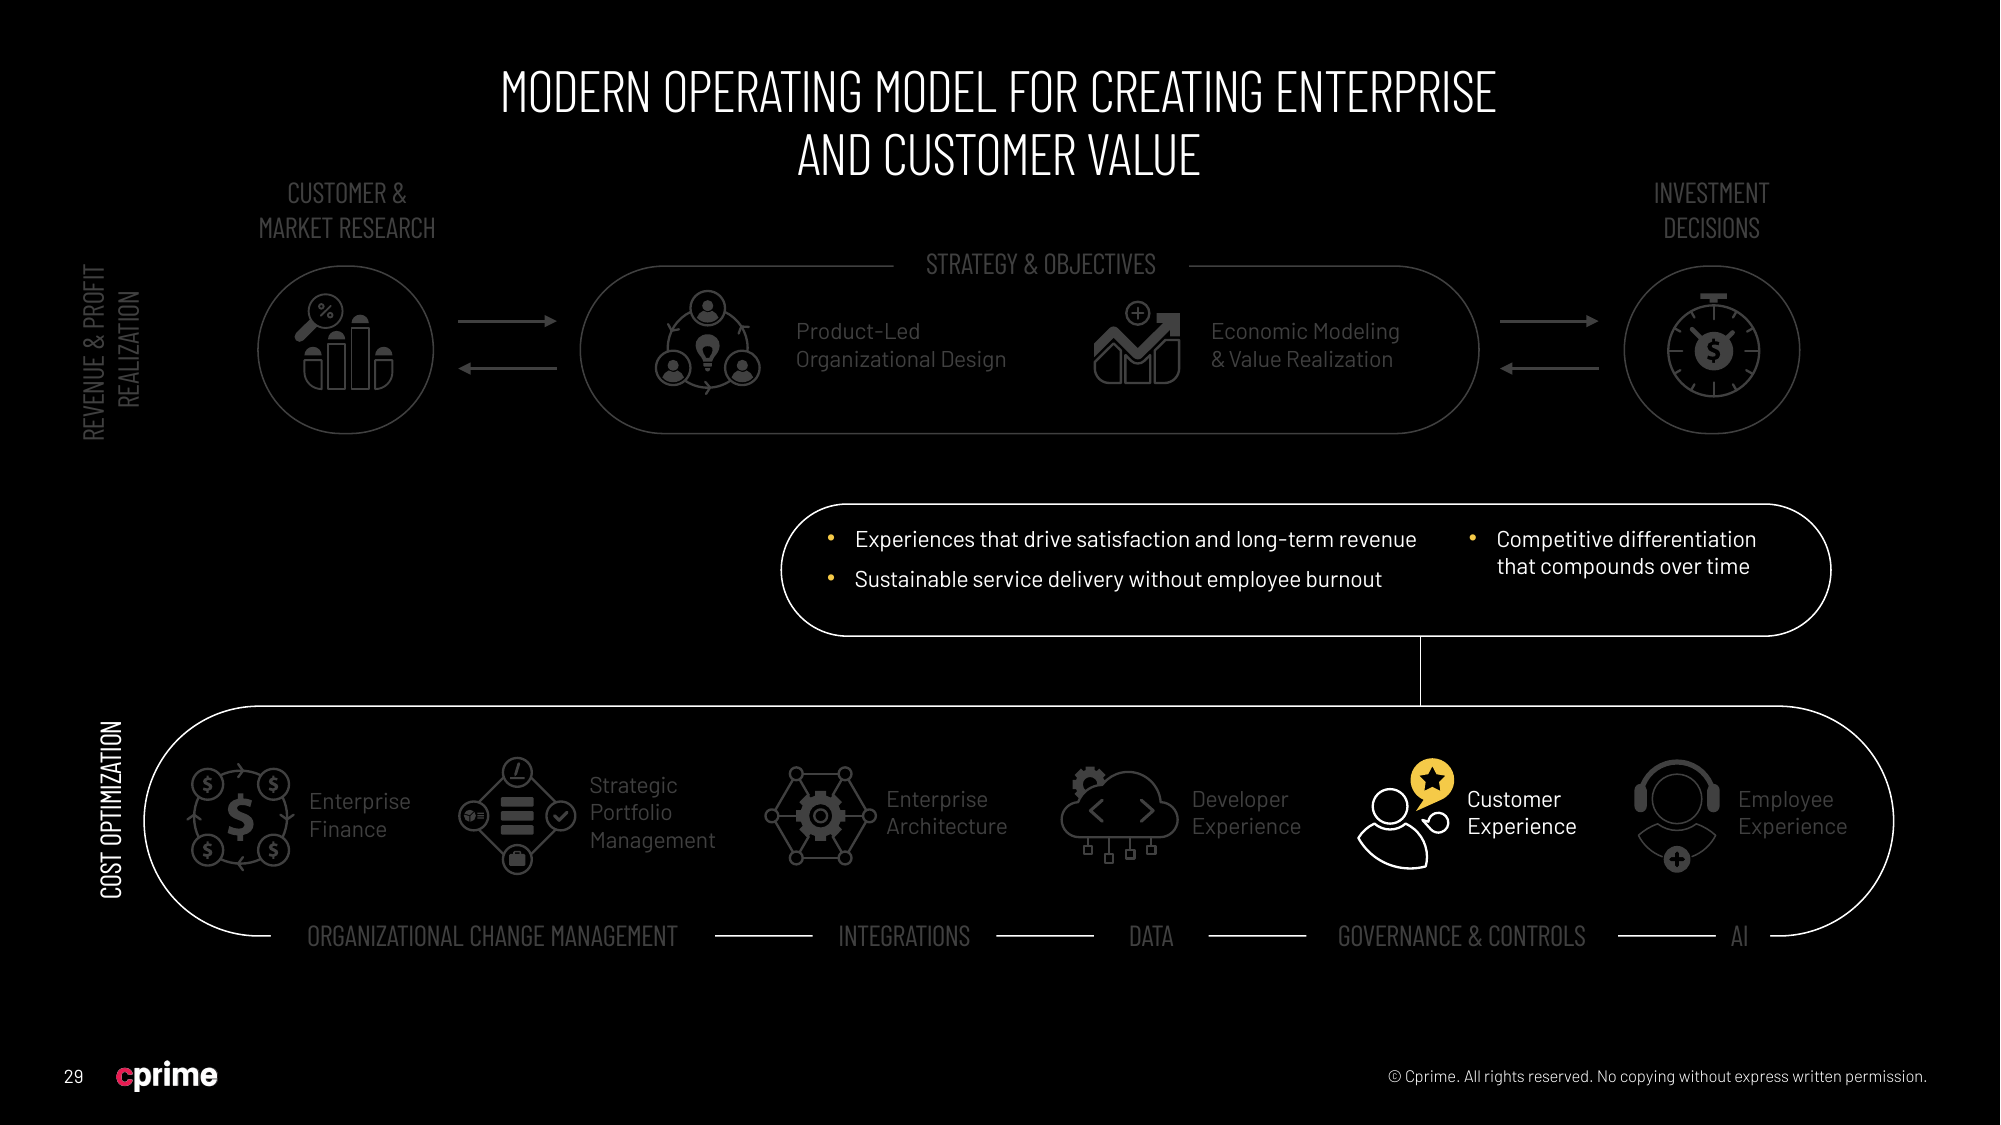 MODERN OPERATING MODEL FOR CREATING ENTERPRISE
AND CUSTOMER VALUE
CUSTOMER &
MARKET RESEARCH
INVESTMENT
DECISIONS
STRATEGY & OBJECTIVES
REVENUE & PROFIT
REALIZATION
Product-Led
Organizational Design
Economic Modeling
& Value Realization
• Experiences that drive satisfaction and long-term revenue
• Sustainable service delivery without employee burnout
• Competitive differentiation
that compounds over time
COST OPTIMIZATION
Enterprise
Finance
Strategic
Portfolio
Management
Enterprise
Architecture
Developer
Experience
Customer
Experience
Employee
Experience
ORGANIZATIONAL CHANGE MANAGEMENT
INTEGRATIONS
DATA
GOVERNANCE & CONTROLS
AI
29
cprime
© Cprime. All rights reserved. No copying without express written permission.